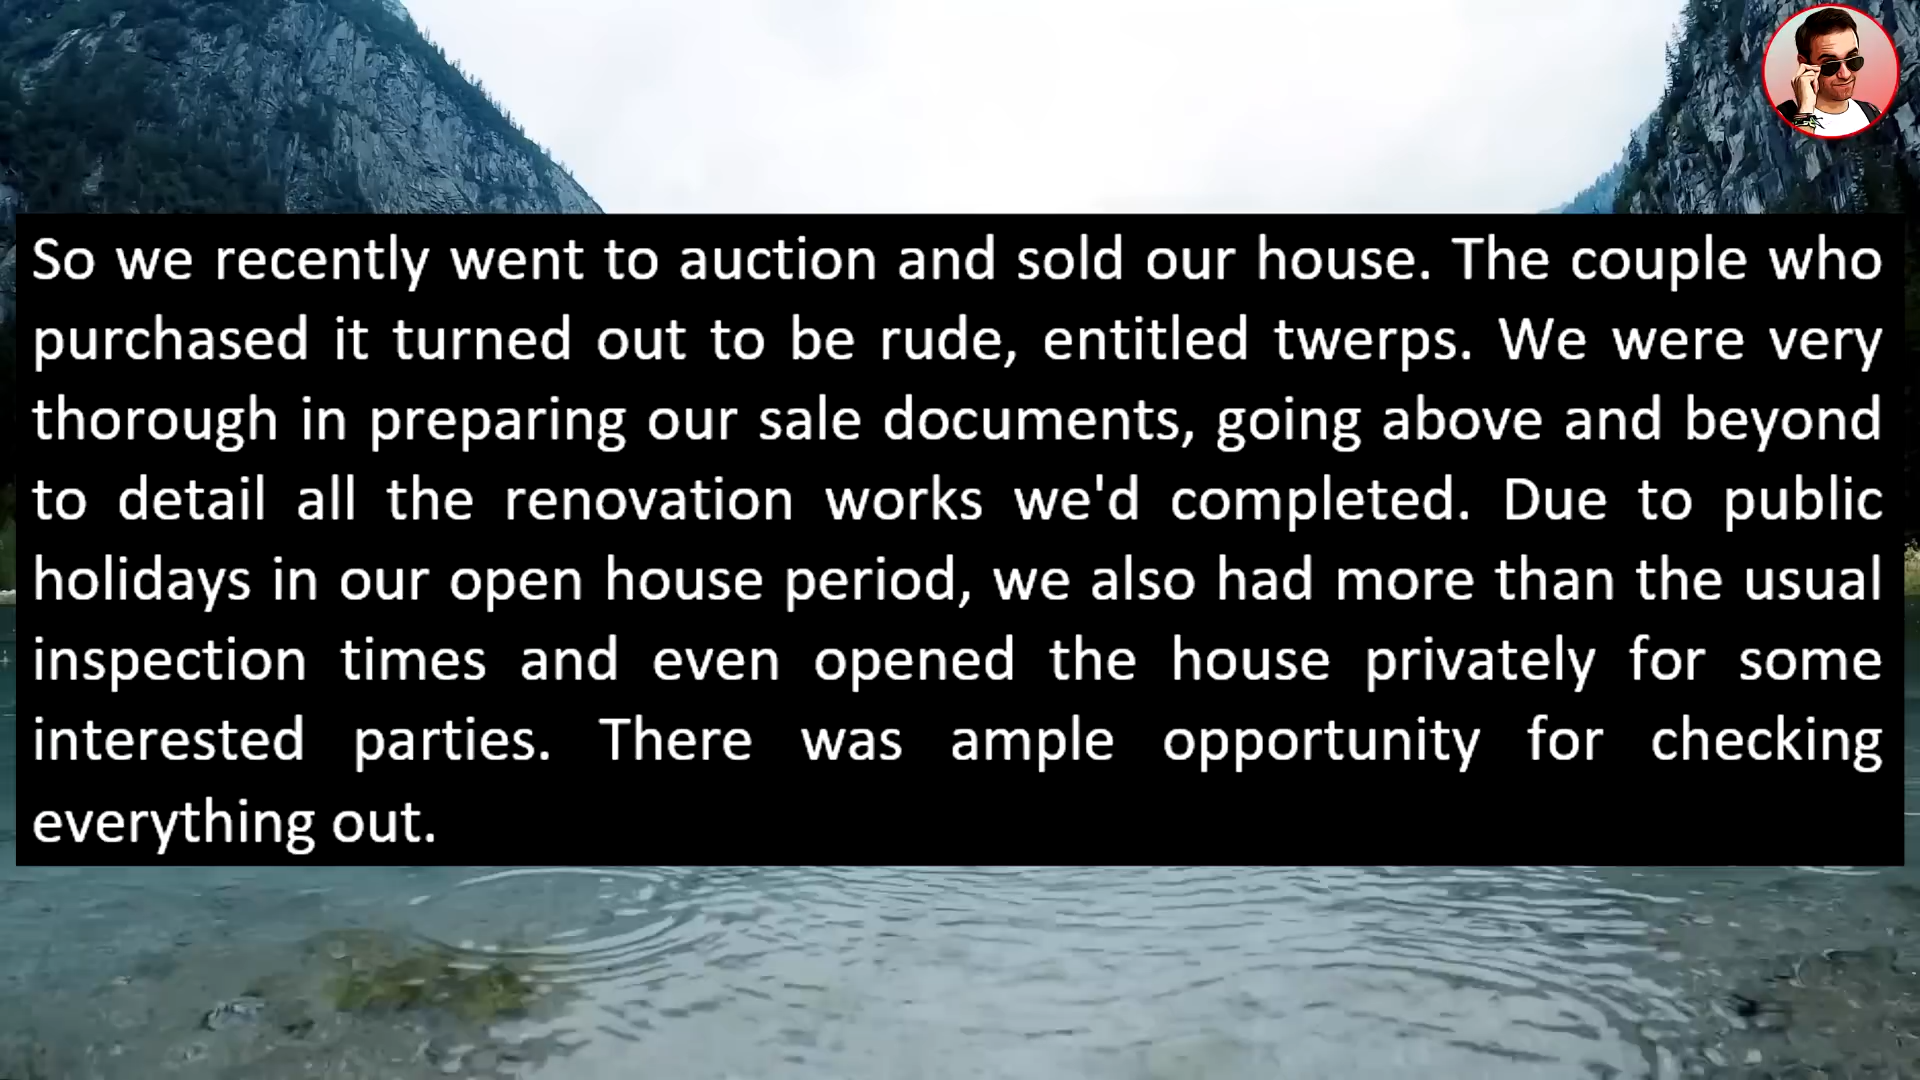 So we recently went to auction and sold our house. The couple who
purchased it turned out to be rude, entitled twerps. We were very
thorough in preparing our sale documents, going above and beyond
to detail all the renovation works we'd completed. Due to public
holidays in our open house period, we also had more than the usual
inspection times and even opened the house privately for some
interested parties. There was ample opportunity for checking
everything out.